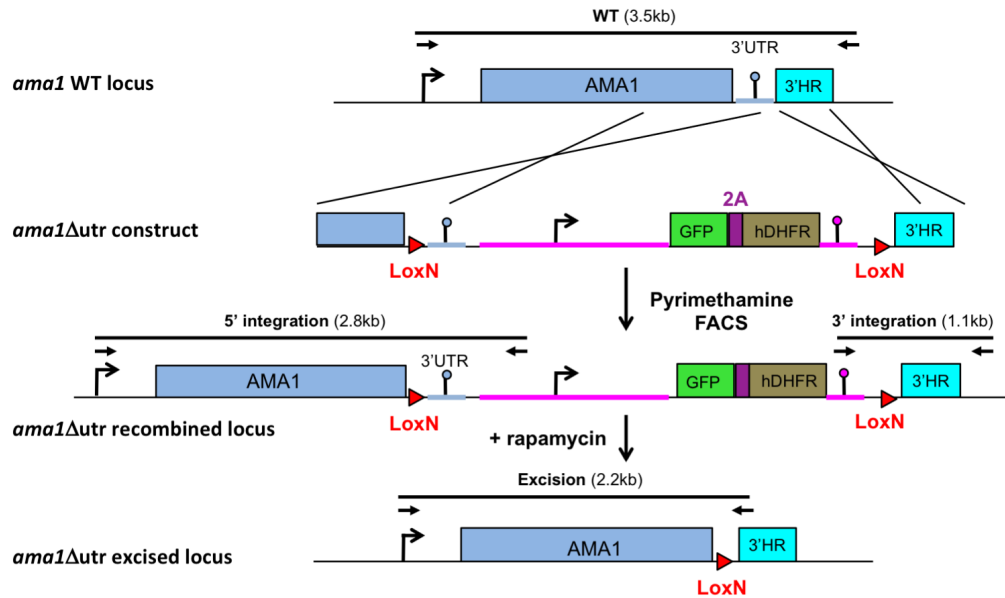 WT (3.5kb)
3'UTR
ama1 WT locus
AMA1
3'HR
2A
ama1Δutr construct
GFP
hDHFR
3'HR
LoxN
LoxN
Pyrimethamine
FACS
5' integration (2.8kb)
3' integration (1.1kb)
3'UTR
AMA1
GFP
hDHFR
3'HR
LoxN
LoxN
ama1Δutr recombined locus
+ rapamycin
Excision (2.2kb)
ama1Δutr excised locus
AMA1
3'HR
LoxN